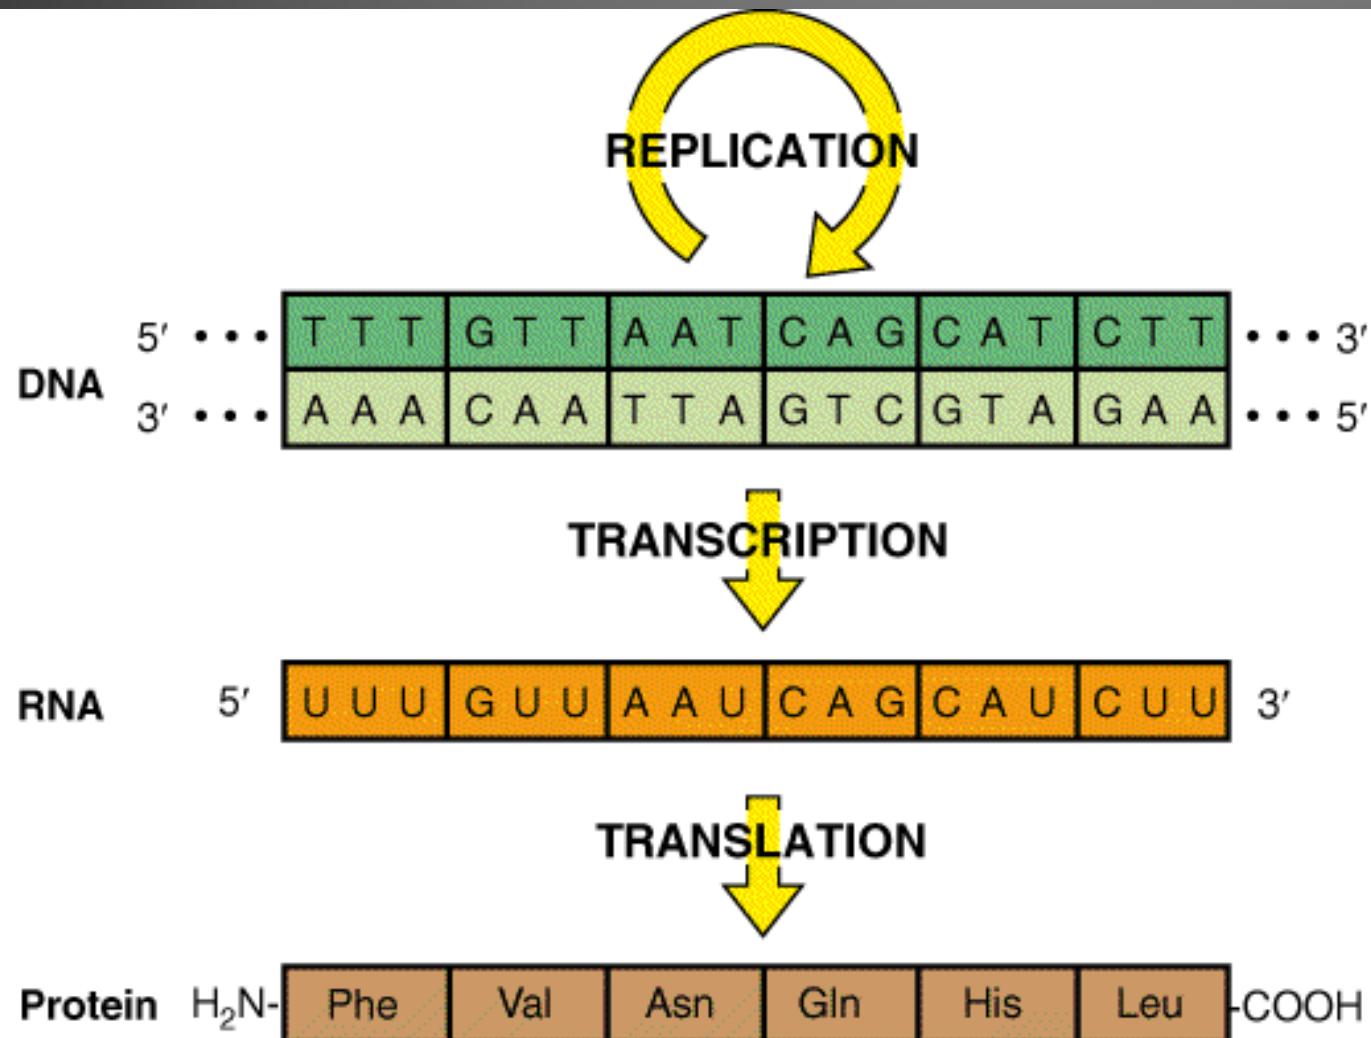 REPLICATION
5′ ••• T T T G T T A A T C A G C A T C T T ••• 3′
DNA
3′ ••• A A A C A A T T A G T C G T A G A A ••• 5′
TRANSCRIPTION
RNA 5′ U U U G U U A A U C A G C A U C U U 3′
TRANSLATION
Protein H₂N- Phe Val Asn Gln His Leu -COOH